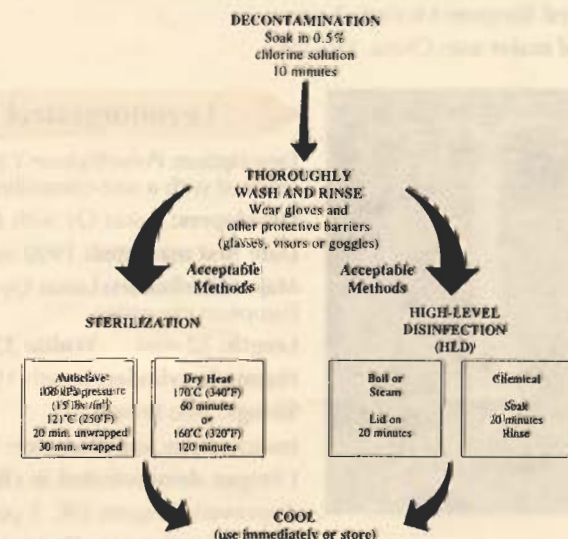 DECONTAMINATION
Soak in 0.5%
chlorine solution
10 minutes
THOROUGHLY
WASH AND RINSE
Wear gloves and
other protective barriers
(glasses, visors or goggles)
Acceptable
Methods
Acceptable
Methods
STERILIZATION
HIGH-LEVEL
DISINFECTION
(HLD)
Autoclave
106 kPa pressure
(15 lbs/in²)
121°C (250°F)
20 min. unwrapped
30 min. wrapped
Dry Heat
170°C (340°F)
60 minutes
or
160°C (320°F)
120 minutes
Boil or
Steam
Lid on
20 minutes
Chemical
Soak
20 minutes
Rinse
COOL
(use immediately or store)